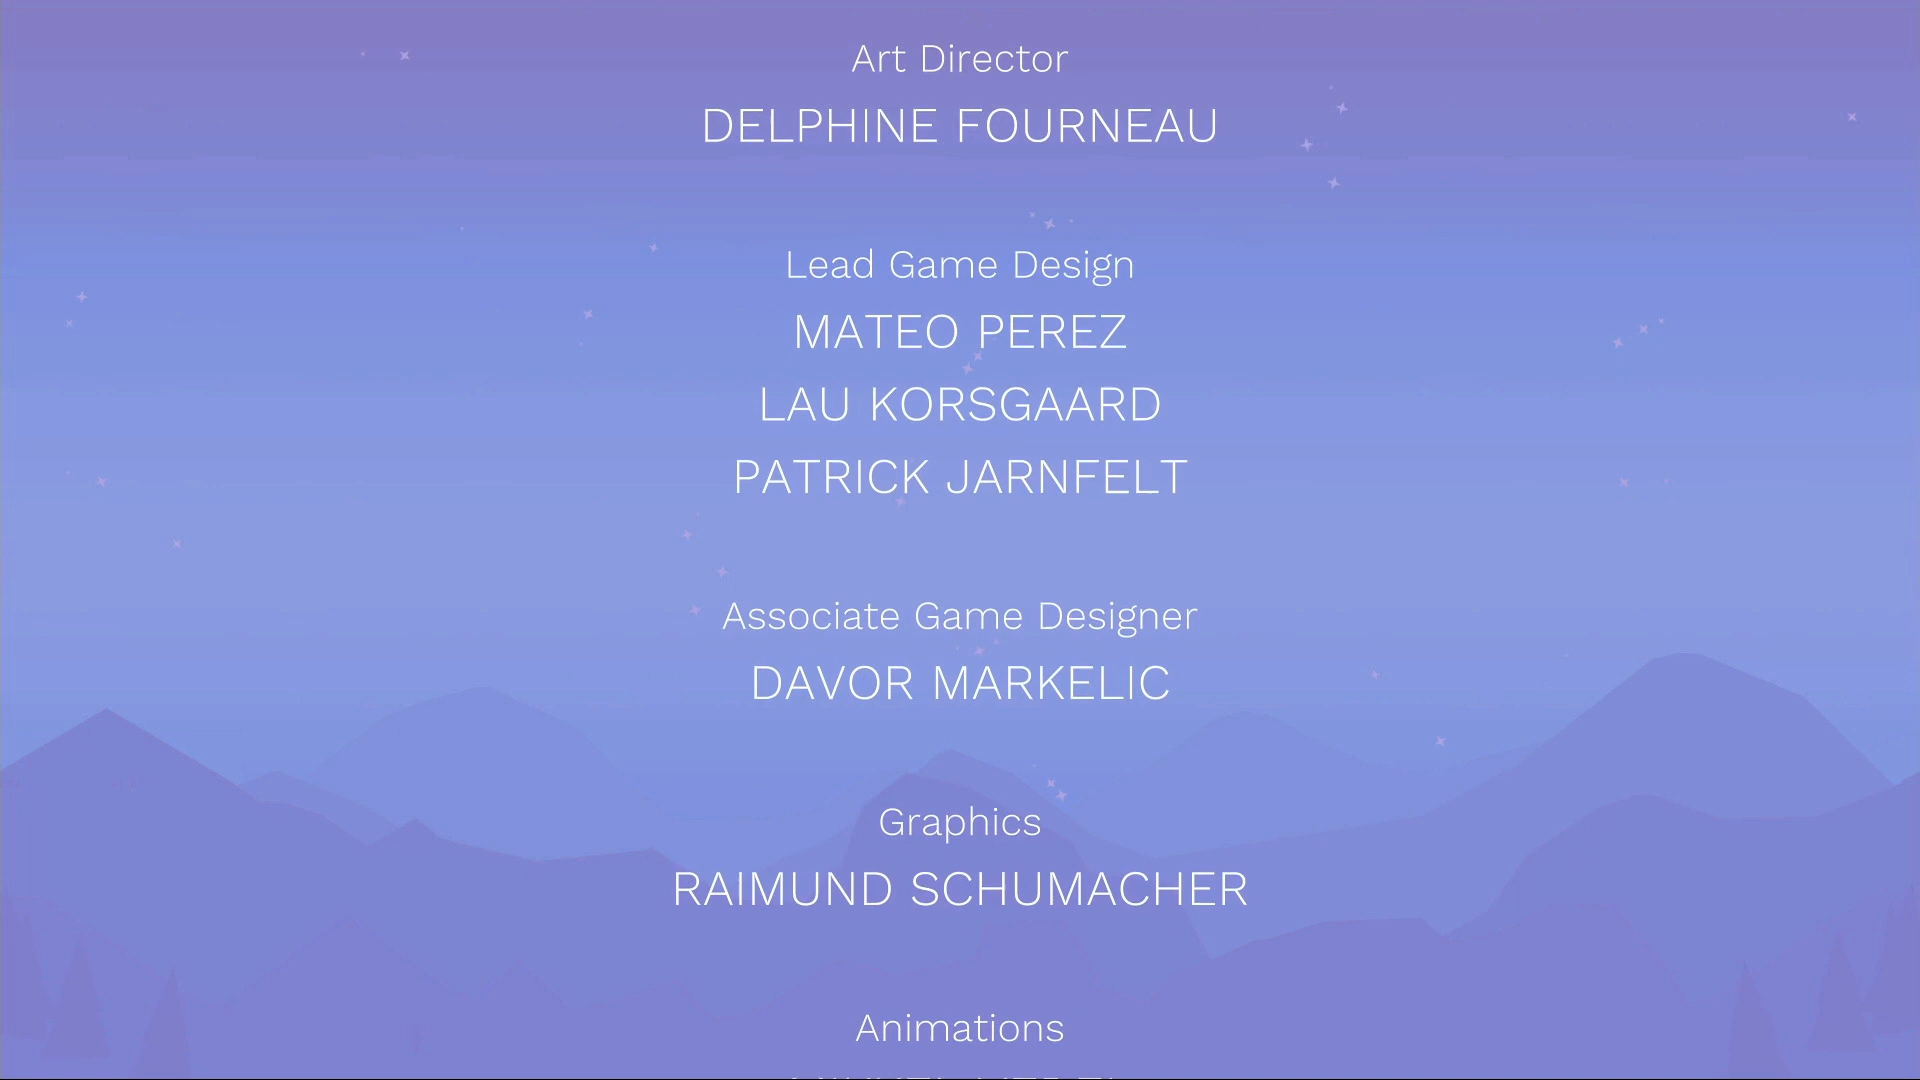 Art Director
DELPHINE FOURNEAU
Lead Game Design
MATEO PEREZ
LAU KORSGAARD
PATRICK JARNFELT
Associate Game Designer
DAVOR MARKELIC
Graphics
RAIMUND SCHUMACHER
Animations